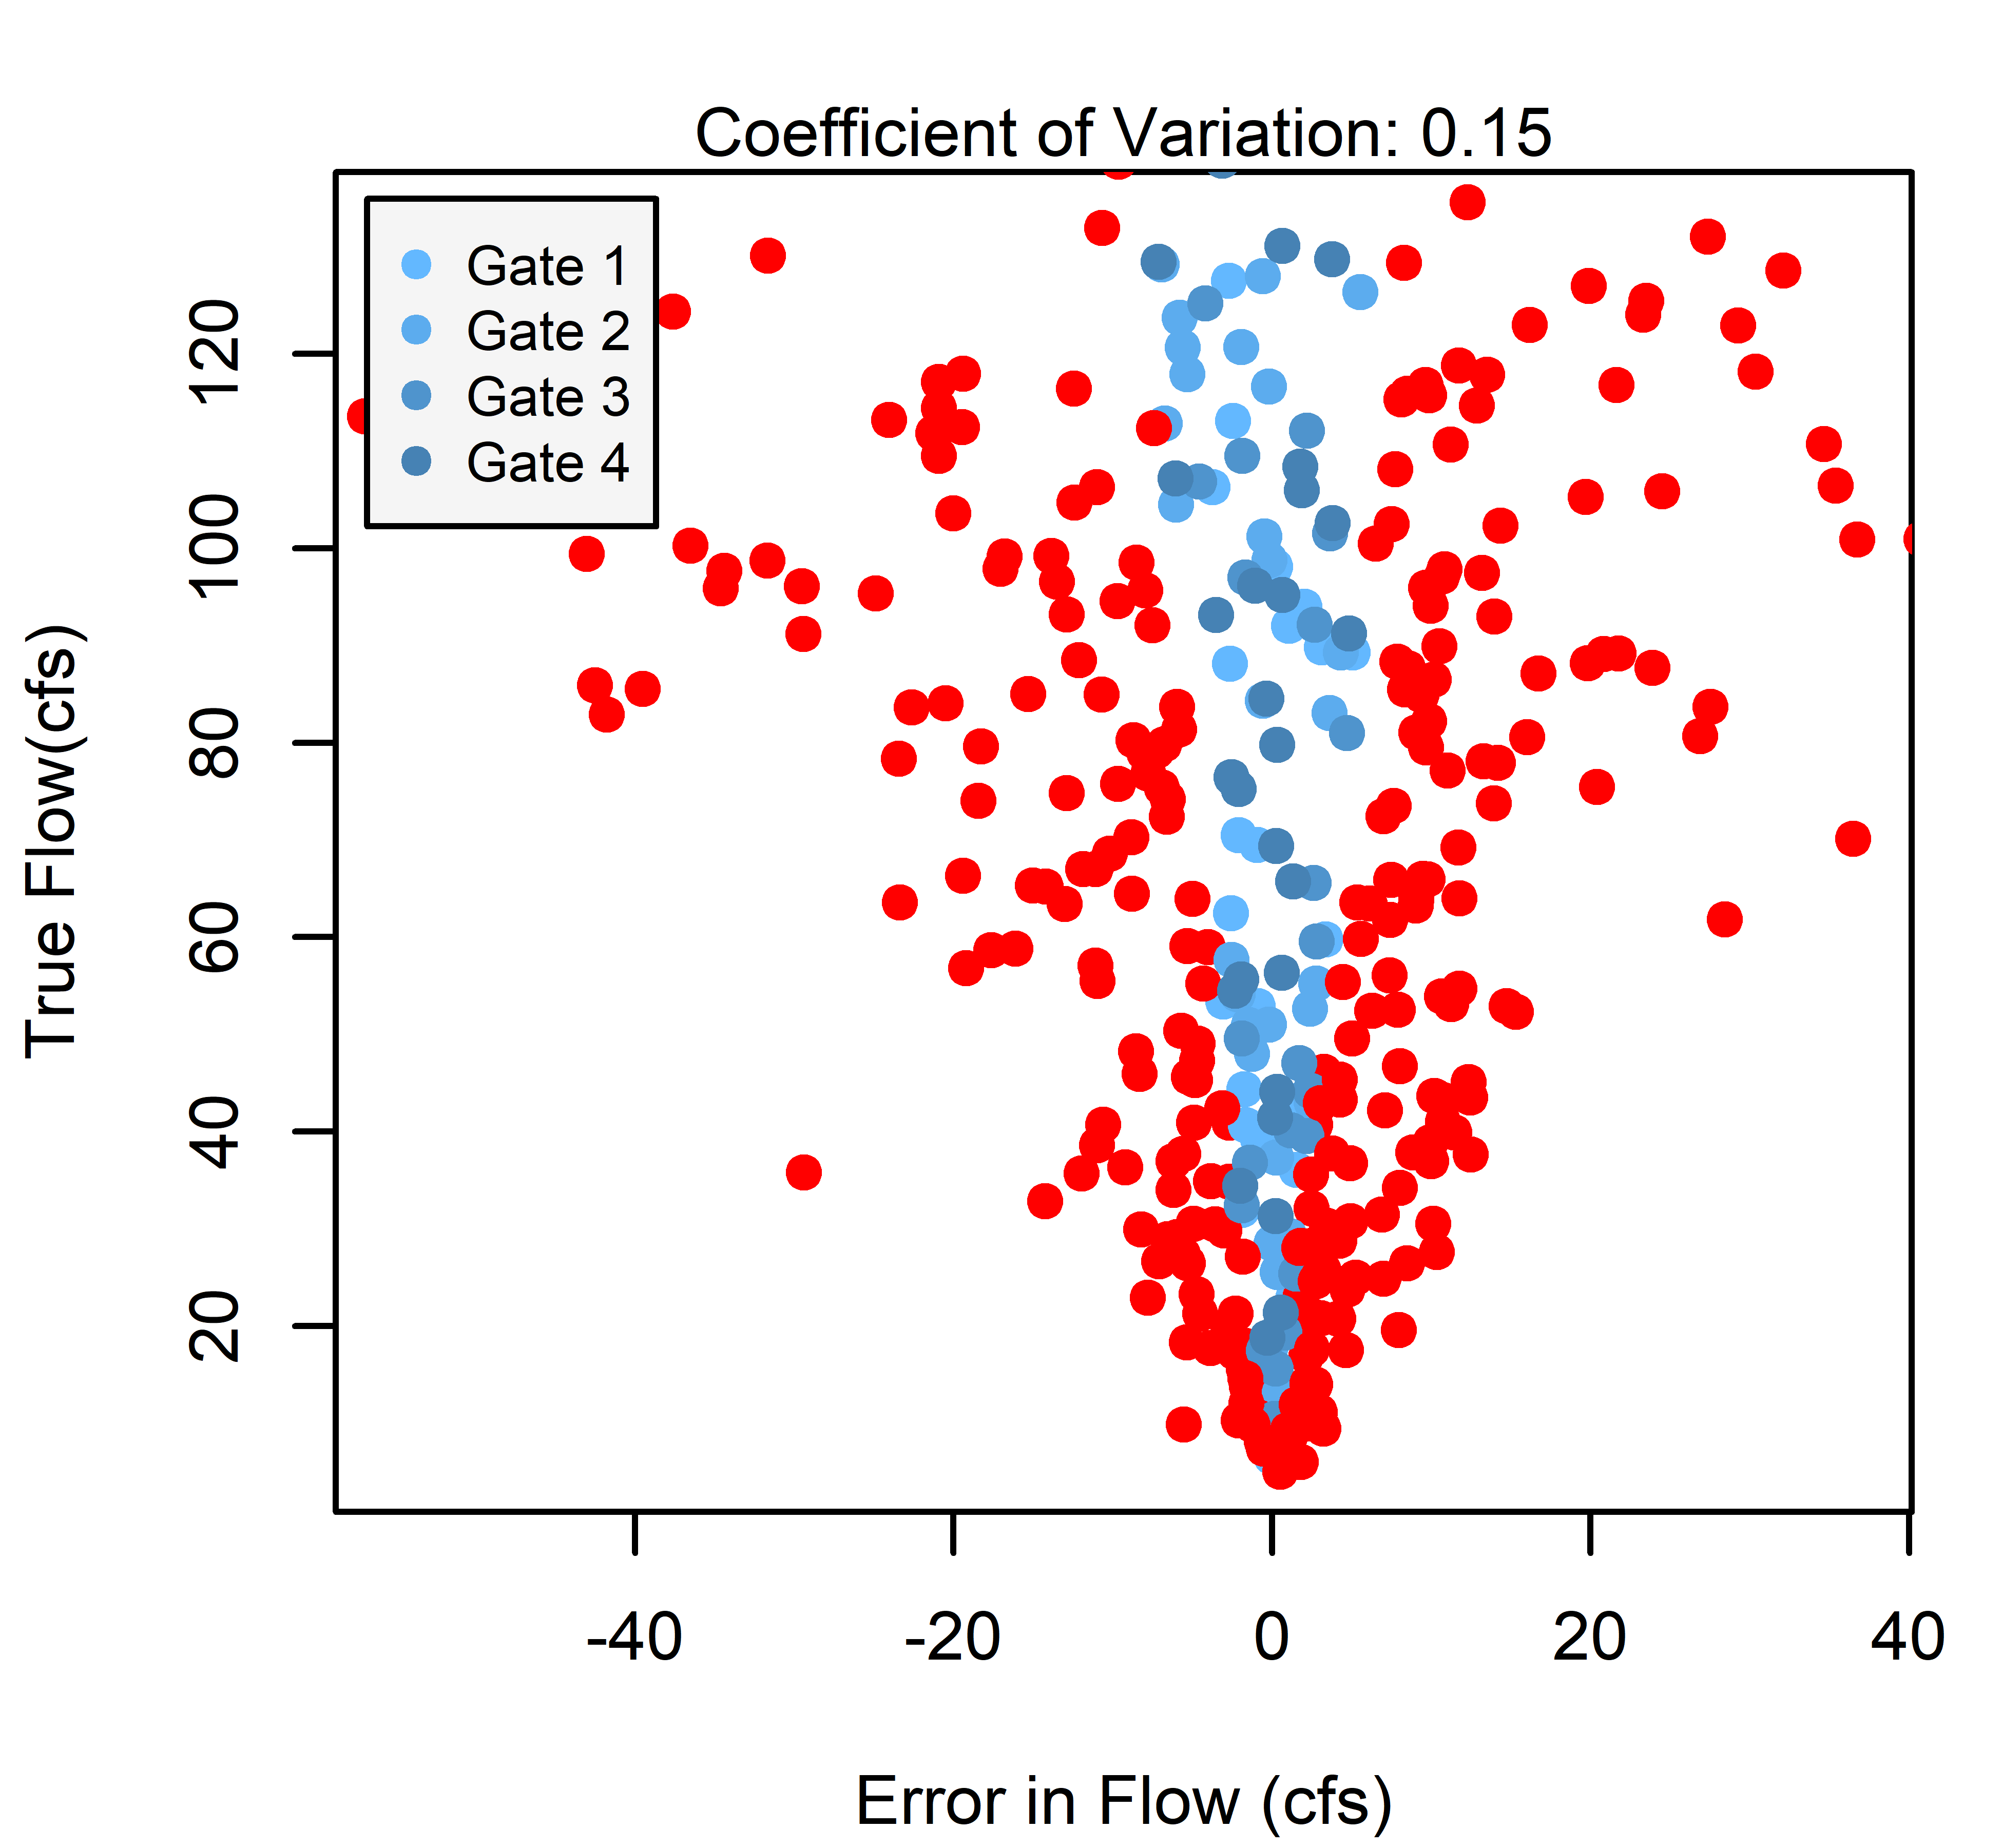 Coefficient of Variation: 0.15
Gate 1
Gate 2
Gate 3
Gate 4
True Flow(cfs)
120
100
80
60
40
20
-40 -20 0 20 40
Error in Flow (cfs)